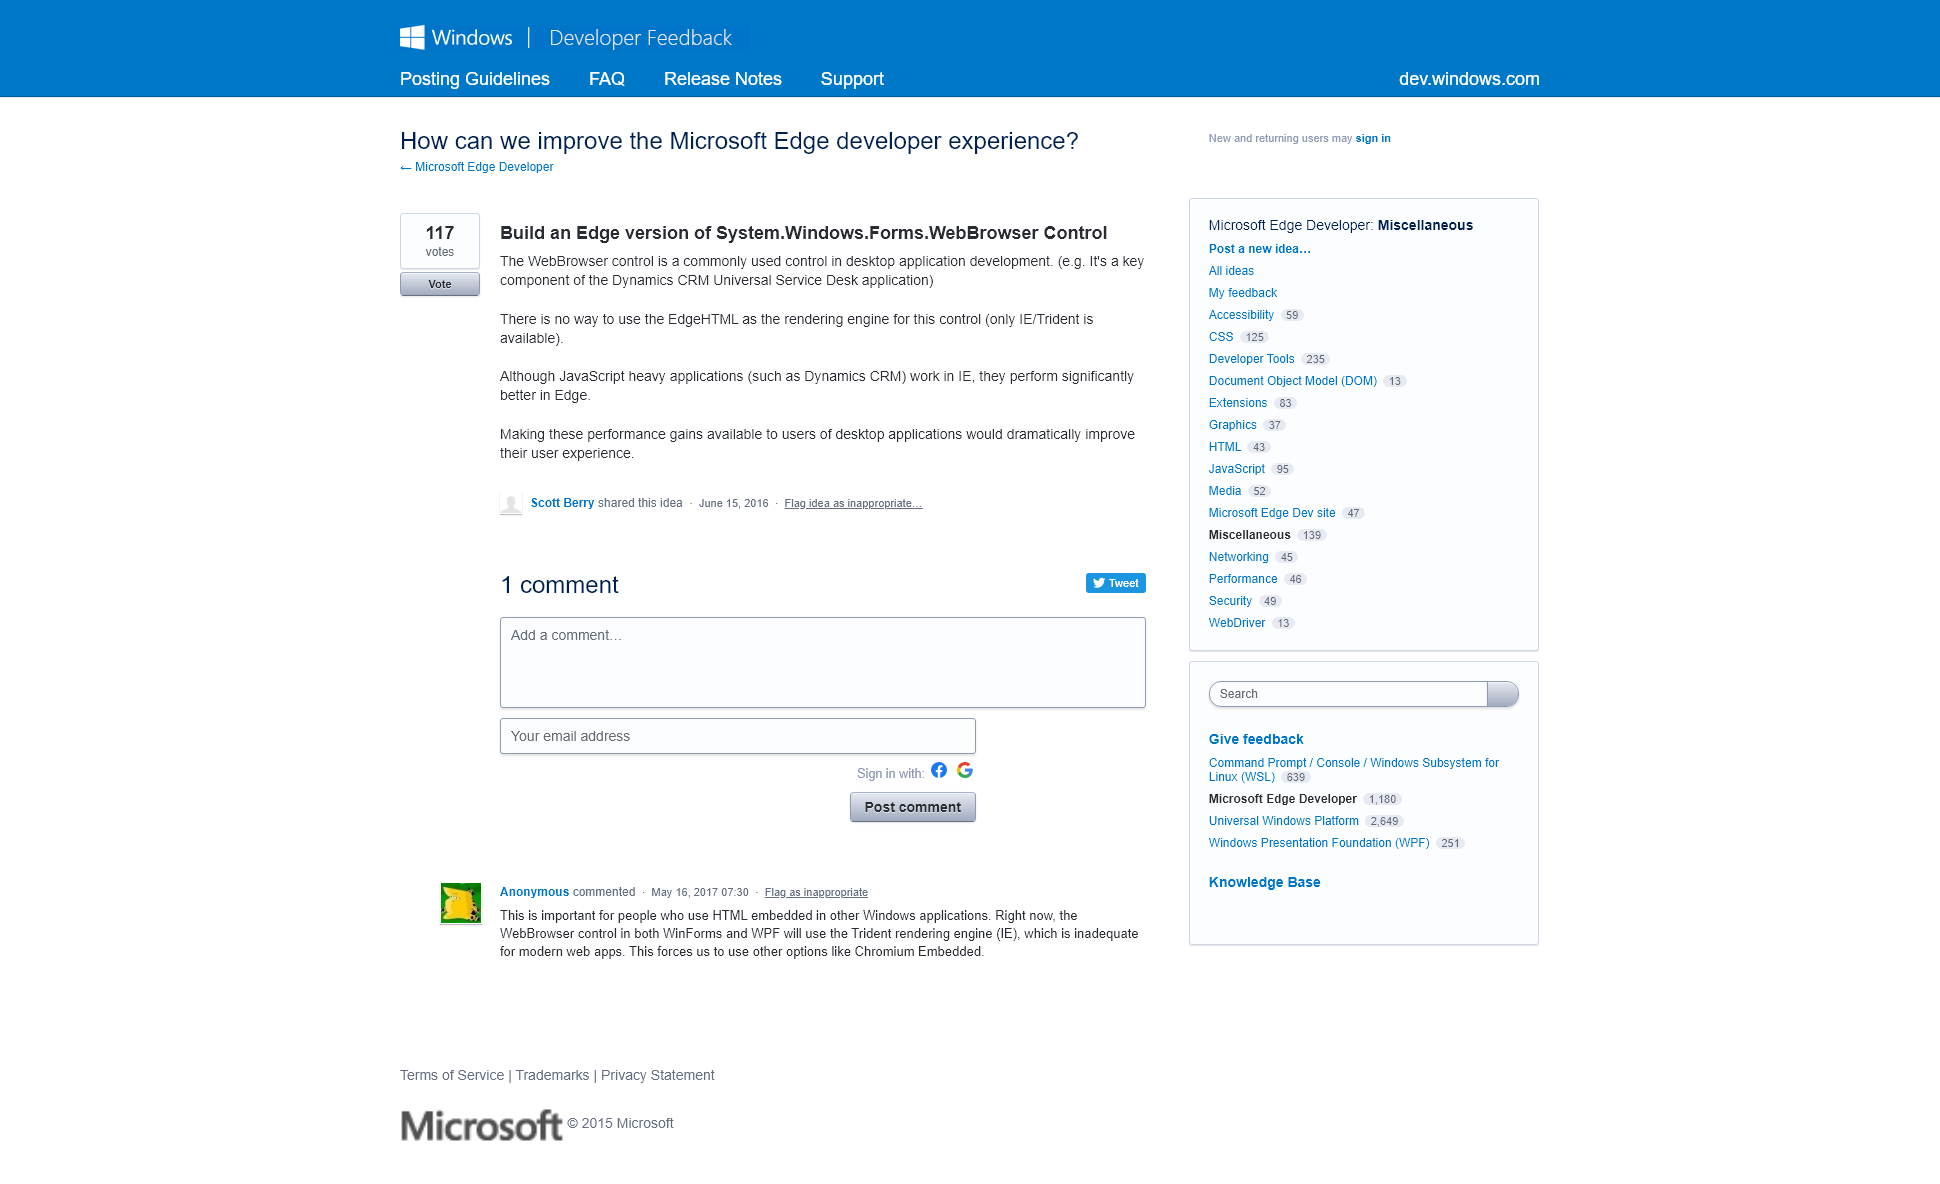 Windows | Developer Feedback
Posting Guidelines FAQ Release Notes Support dev.windows.com
How can we improve the Microsoft Edge developer experience?
← Microsoft Edge Developer
New and returning users may sign in
117
votes
Vote
Build an Edge version of System.Windows.Forms.WebBrowser Control
The WebBrowser control is a commonly used control in desktop application development. (e.g. It's a key
component of the Dynamics CRM Universal Service Desk application)
There is no way to use the EdgeHTML as the rendering engine for this control (only IE/Trident is
available).
Although JavaScript heavy applications (such as Dynamics CRM) work in IE, they perform significantly
better in Edge.
Making these performance gains available to users of desktop applications would dramatically improve
their user experience.
Scott Berry shared this idea · June 15, 2016 · Flag idea as inappropriate…
1 comment
Tweet
Add a comment…
Your email address
Sign in with:
Post comment
Anonymous commented · May 16, 2017 07:30 · Flag as inappropriate
This is important for people who use HTML embedded in other Windows applications. Right now, the
WebBrowser control in both WinForms and WPF will use the Trident rendering engine (IE), which is inadequate
for modern web apps. This forces us to use other options like Chromium Embedded.
Microsoft Edge Developer: Miscellaneous
Post a new idea…
All ideas
My feedback
Accessibility 59
CSS 125
Developer Tools 235
Document Object Model (DOM) 13
Extensions 83
Graphics 37
HTML 43
JavaScript 95
Media 52
Microsoft Edge Dev site 47
Miscellaneous 139
Networking 45
Performance 46
Security 49
WebDriver 13
Search
Give feedback
Command Prompt / Console / Windows Subsystem for
Linux (WSL) 639
Microsoft Edge Developer 1,180
Universal Windows Platform 2,649
Windows Presentation Foundation (WPF) 251
Knowledge Base
Terms of Service | Trademarks | Privacy Statement
Microsoft © 2015 Microsoft